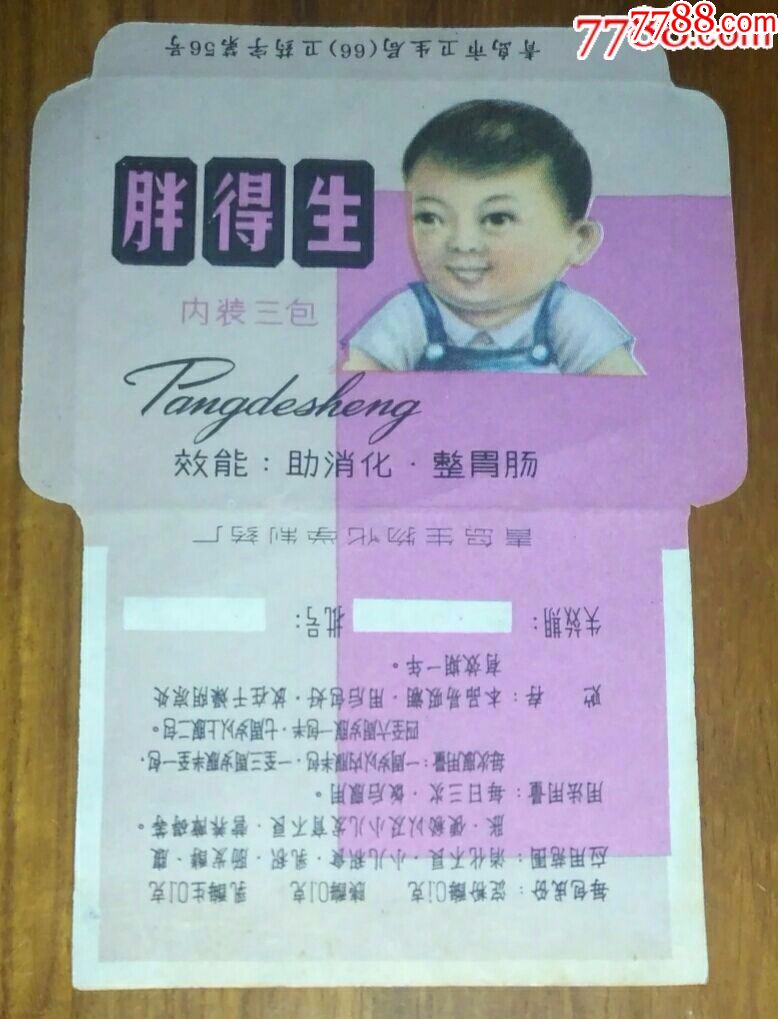 7788.com
7788.com
青岛市卫生局(66)卫药字第56号
胖得生
内装三包
Pangdesheng
效能：助消化·整胃肠
青岛生物化学制药厂
每包成份：淀粉酶0.1克 胰酶0.1克 乳酶生0.1克
应用范围：消化不良·小儿积食·乳积·肠发酵·腹
胀·便秘以及小儿发育不良·营养障碍等。
用法用量：每日三次·饭后服用。
每次服用量：一周岁以内服半包·一至三周岁服半至一包·
四至六周岁服一包半·七周岁以上服二包。
贮 存：本品易吸潮·用后包好·放在干燥阴凉处
有效期一年。
失效期： 批号：